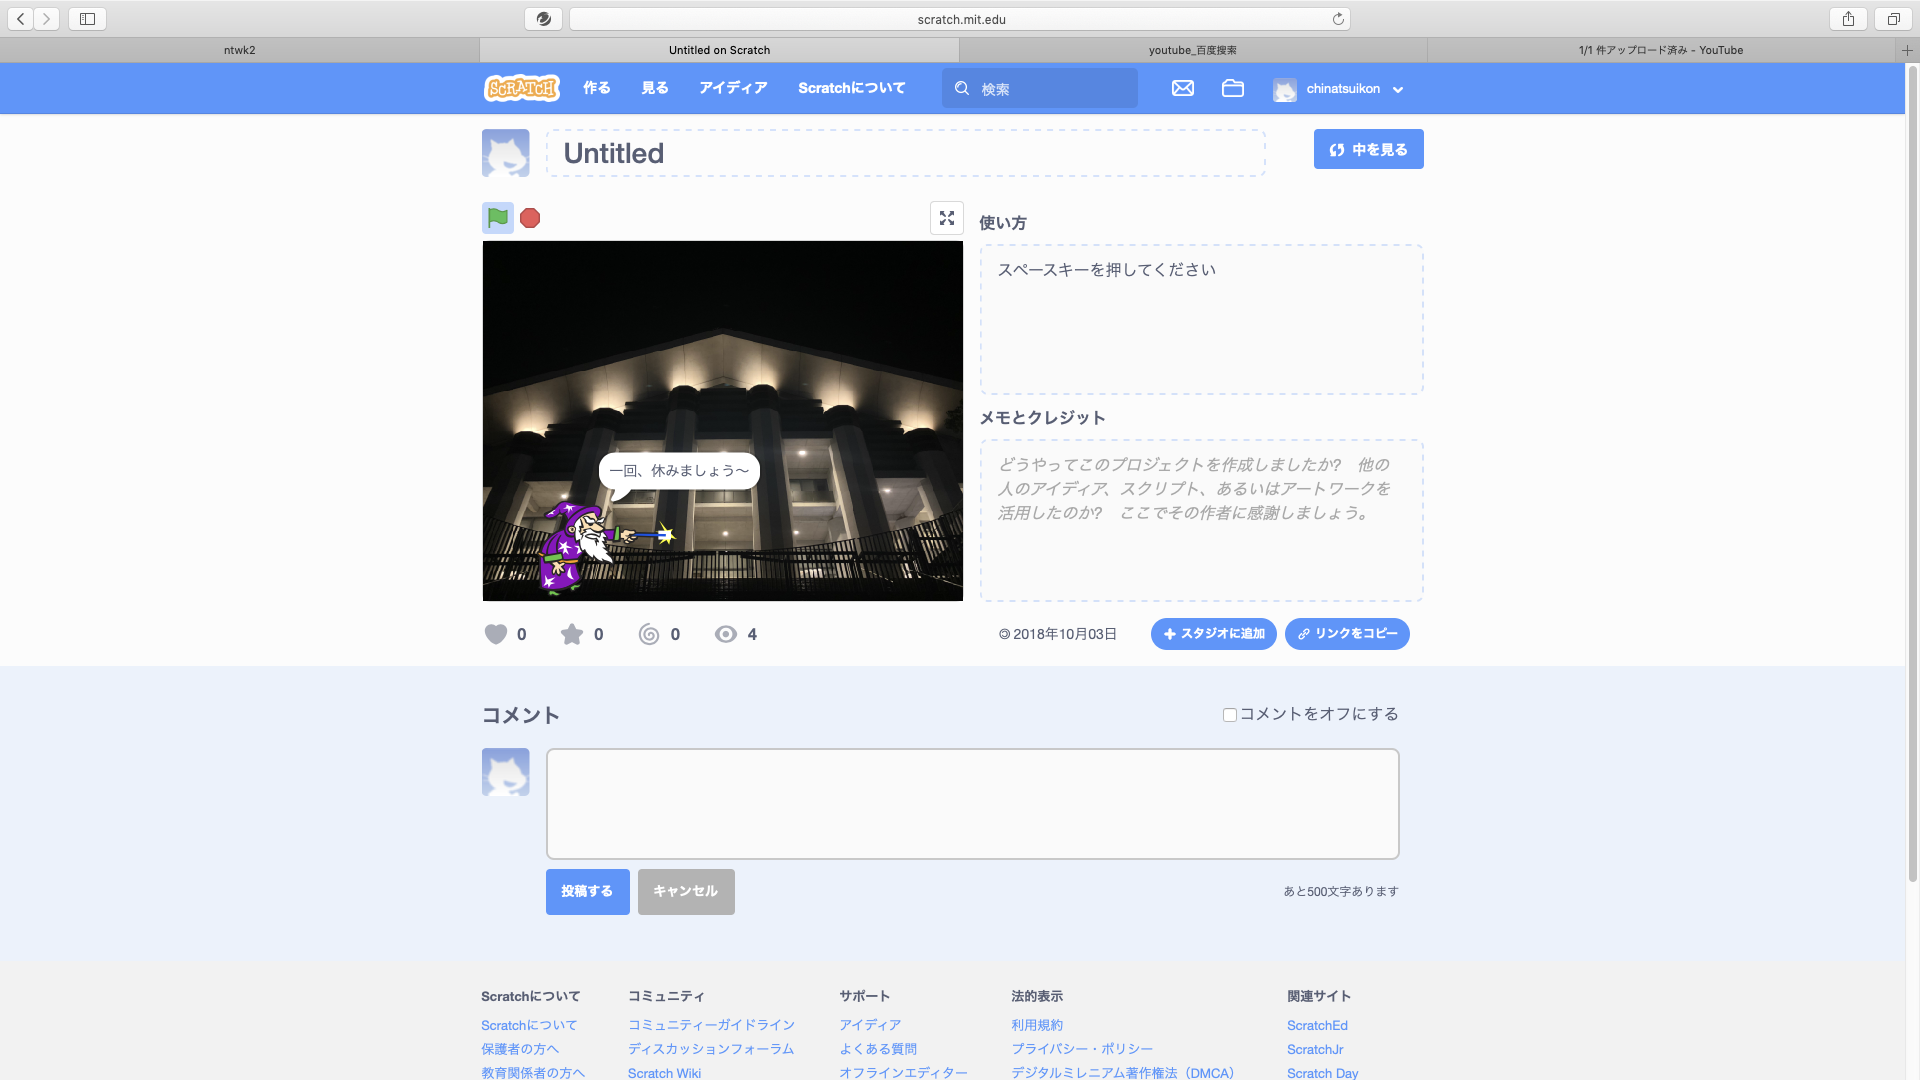 scratch.mit.edu
ntwk2
Untitled on Scratch
youtube_百度搜索
1/1 件アップロード済み - YouTube
SCRATCH
作る
見る
アイディア
Scratchについて
検索
chinatsuikon
Untitled
中を見る
使い方
スペースキーを押してください
一回、休みましょう～
メモとクレジット
どうやってこのプロジェクトを作成しましたか?　他の
人のアイディア、スクリプト、あるいはアートワークを
活用したのか?　ここでその作者に感謝しましょう。
0
0
0
4
2018年10月03日
スタジオに追加
リンクをコピー
コメント
コメントをオフにする
投稿する
キャンセル
あと500文字あります
Scratchについて
コミュニティ
サポート
法的表示
関連サイト
Scratchについて
コミュニティーガイドライン
アイディア
利用規約
ScratchEd
保護者の方へ
ディスカッションフォーラム
よくある質問
プライバシー・ポリシー
ScratchJr
教育関係者の方へ
Scratch Wiki
オフラインエディター
デジタルミレニアム著作権法（DMCA）
Scratch Day